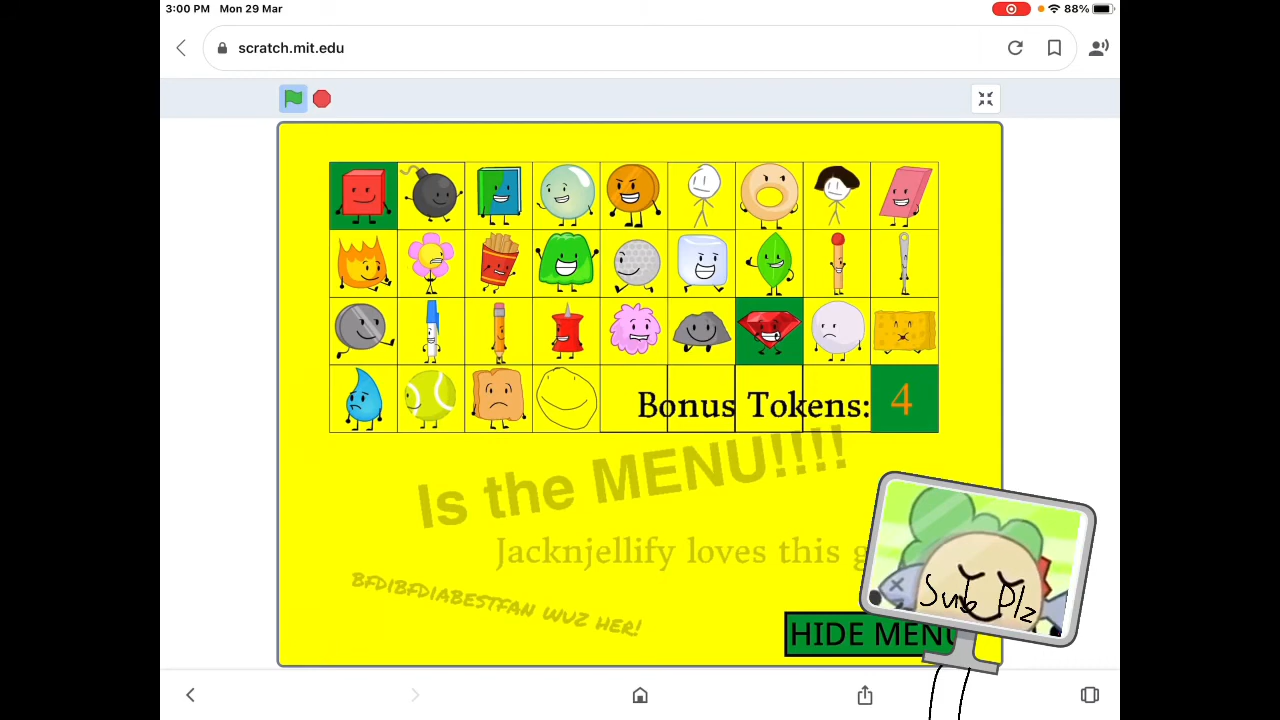 3:00 PM Mon 29 Mar
88%
scratch.mit.edu
Bonus Tokens: 4
Is the MENU!!!!
Jacknjellify loves this g
BFDIBFDIABESTFAN WUZ HER!
Sub Plz
HIDE MENU